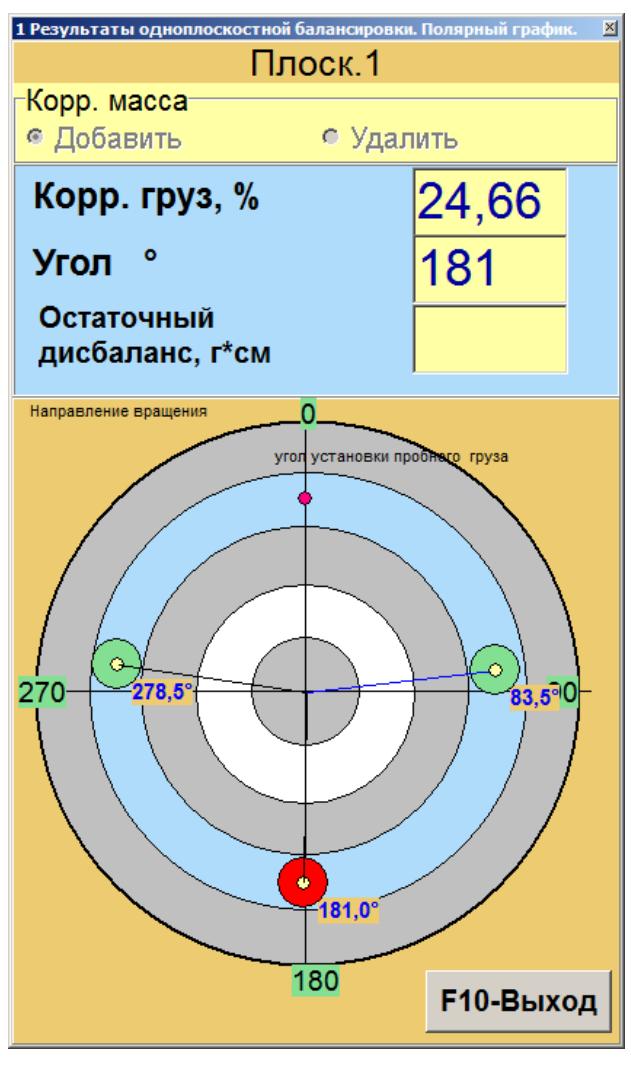 1 Результаты одноплоскостной балансировки. Полярный график.
Плоск.1
Корр. масса
Добавить Удалить
Корр. груз, % 24,66
Угол ° 181
Остаточный
дисбаланс, г*см
Направление вращения
0
угол установки пробного груза
270
278,5°
83,5°
181,0°
180
F10-Выход